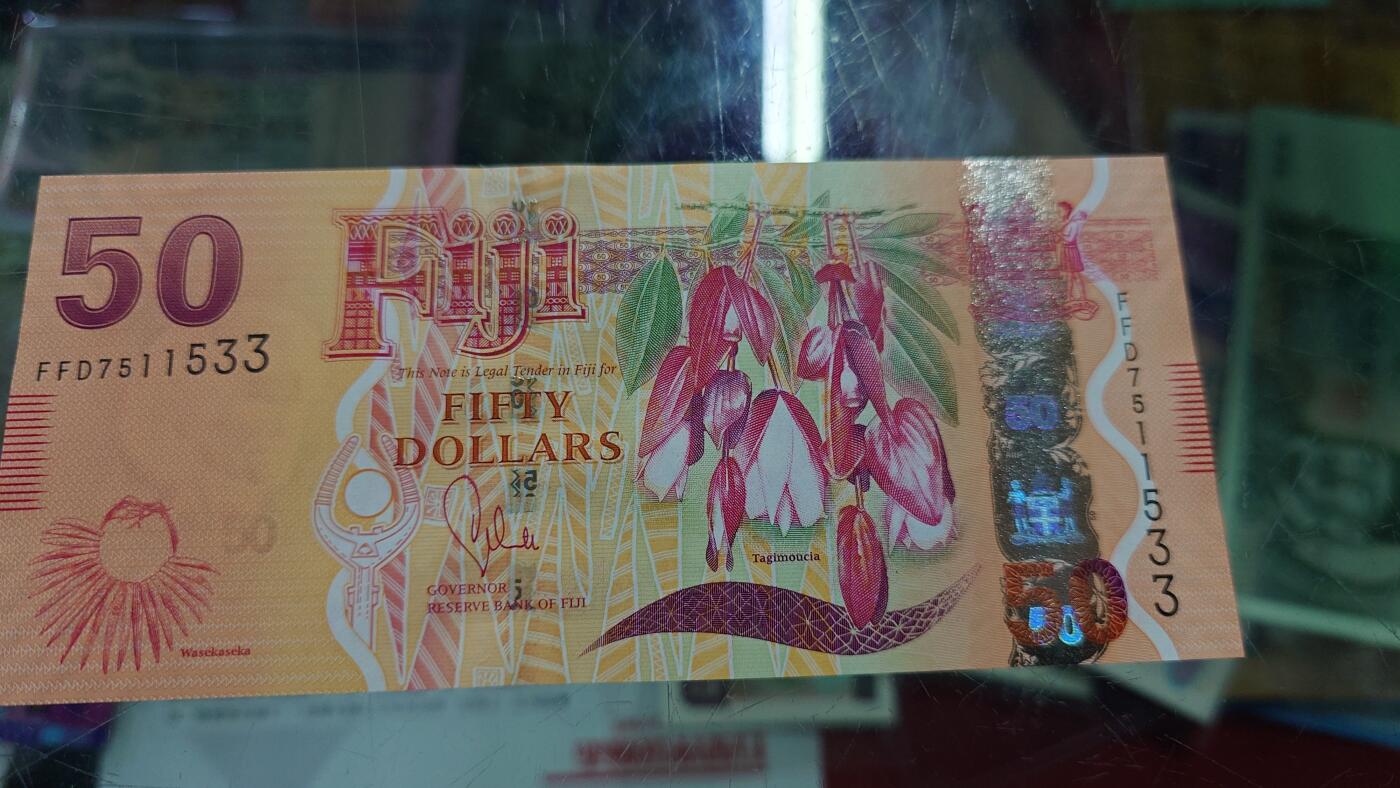 50
Fiji
FFD7511533
This Note is Legal Tender in Fiji for
FIFTY
DOLLARS
GOVERNOR
RESERVE BANK OF FIJI
Wasekaseka
Tagimoucia
50
50
50
FFD7511533